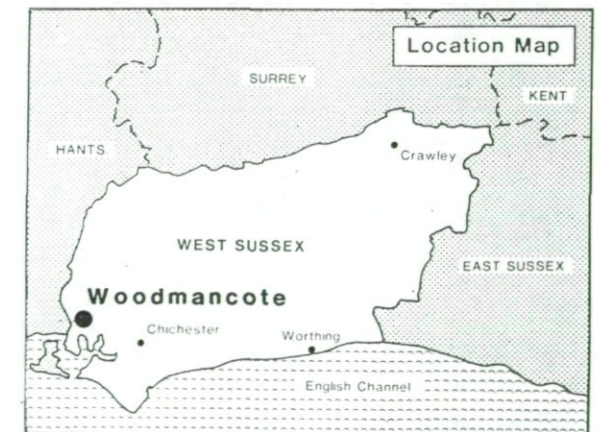 Location Map
SURREY
KENT
HANTS.
Crawley
WEST SUSSEX
EAST SUSSEX
Woodmancote
Chichester
Worthing
English Channel